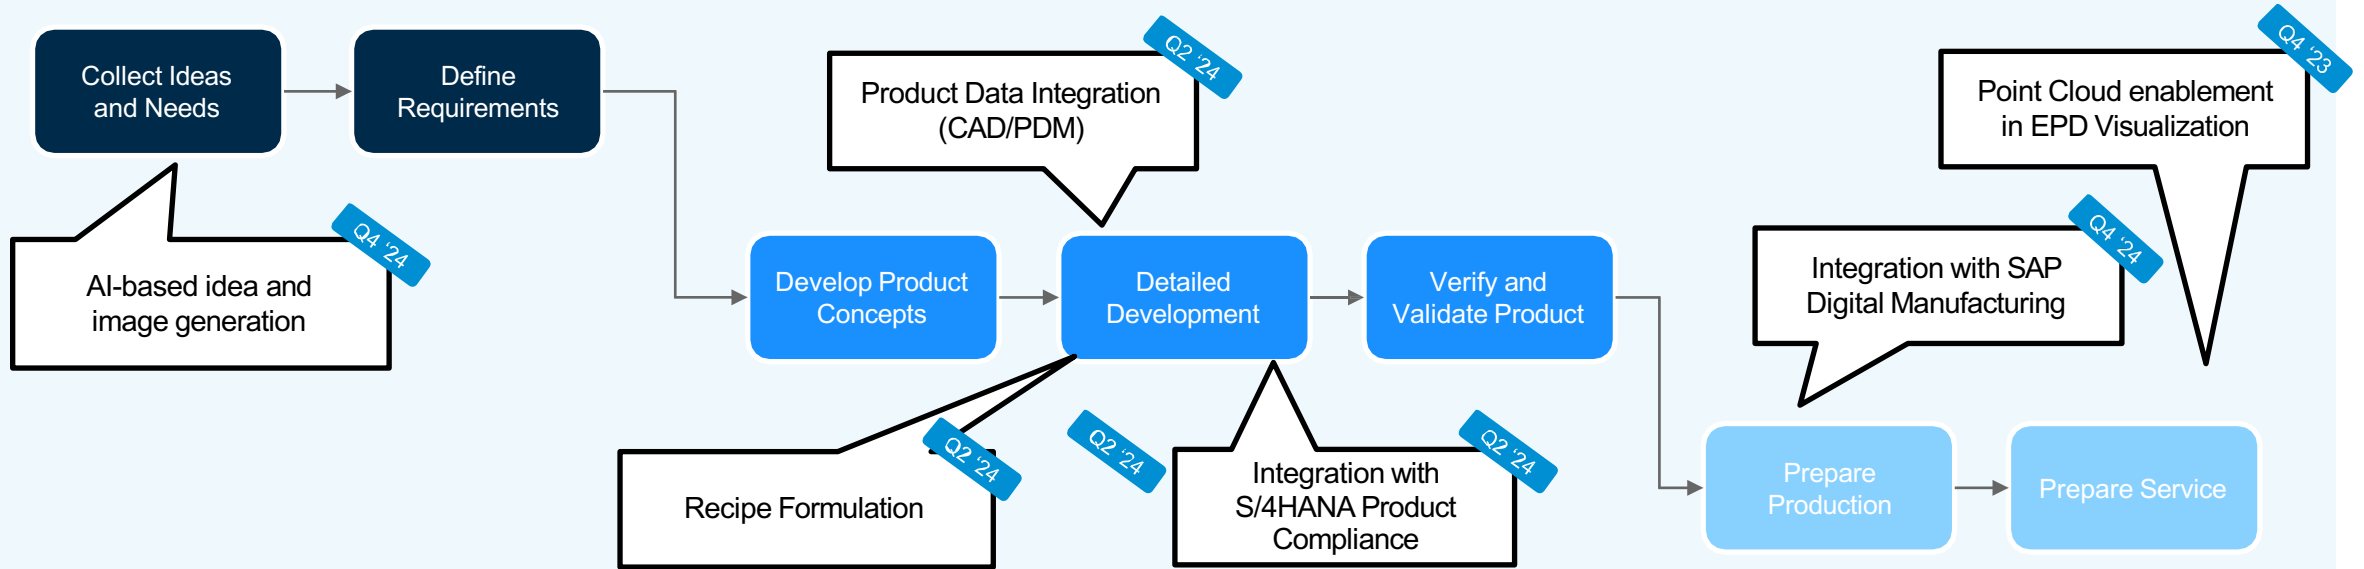 Collect Ideas
and Needs
Define
Requirements
Q2 '24
Product Data Integration
(CAD/PDM)
Q4 '23
Point Cloud enablement
in EPD Visualization
Q4 '24
AI-based idea and
image generation
Develop Product
Concepts
Detailed
Development
Verify and
Validate Product
Q4 '24
Integration with SAP
Digital Manufacturing
Q2 '24
Recipe Formulation
Q2 '24
Q2 '24
Integration with
S/4HANA Product
Compliance
Prepare
Production
Prepare Service